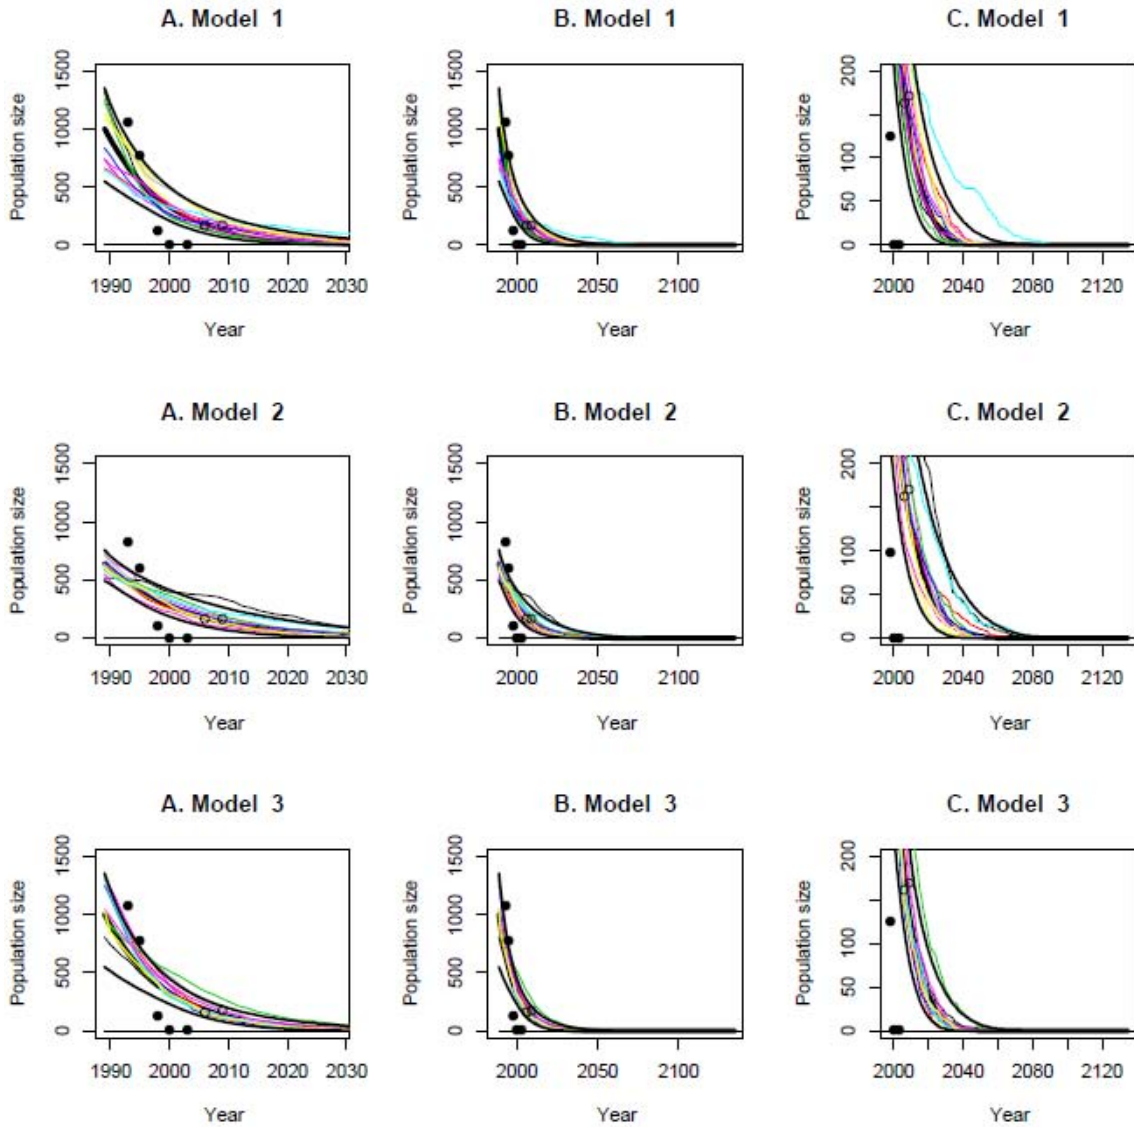 A. Model 1
B. Model 1
C. Model 1
Population size
0 500 1000 1500
1990 2000 2010 2020 2030
Year
Population size
0 500 1000 1500
2000 2050 2100
Year
Population size
0 50 100 200
2000 2040 2080 2120
Year
A. Model 2
B. Model 2
C. Model 2
Population size
0 500 1000 1500
1990 2000 2010 2020 2030
Year
Population size
0 500 1000 1500
2000 2050 2100
Year
Population size
0 50 100 200
2000 2040 2080 2120
Year
A. Model 3
B. Model 3
C. Model 3
Population size
0 500 1000 1500
1990 2000 2010 2020 2030
Year
Population size
0 500 1000 1500
2000 2050 2100
Year
Population size
0 50 100 200
2000 2040 2080 2120
Year